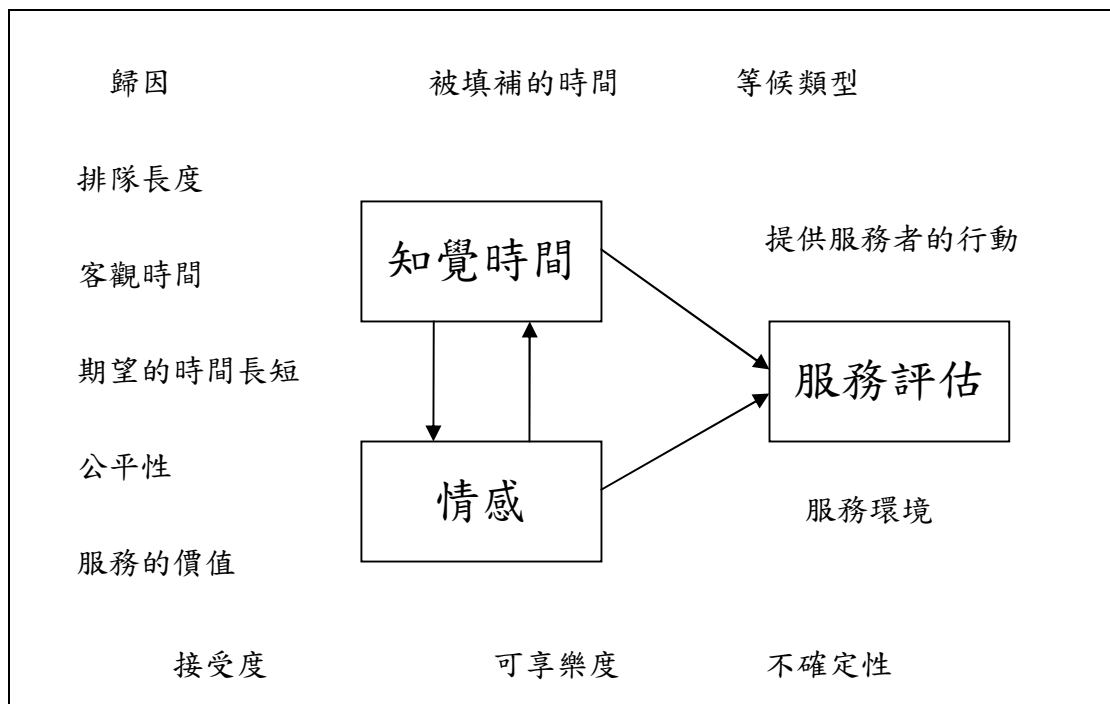 歸因 被填補的時間 等候類型
排隊長度
知覺時間
提供服務者的行動
客觀時間
期望的時間長短
服務評估
公平性
情感
服務環境
服務的價值
接受度 可享樂度 不確定性